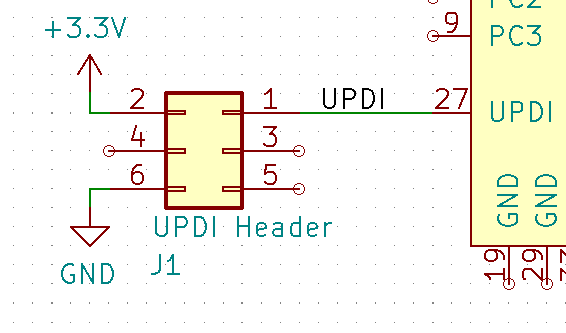 PC2
+3.3V
9 PC3
2 1 UPDI 27 UPDI
4 3
6 5
GND GND
UPDI Header
J1
GND
19 29